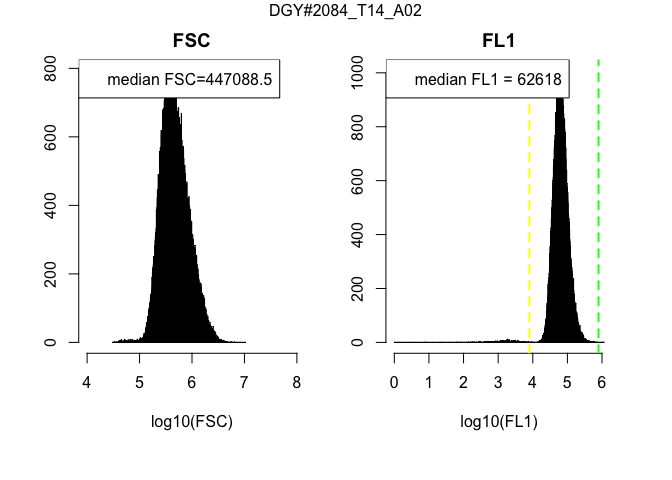 DGY#2084_T14_A02
FSC
median FSC=447088.5
0
200
400
600
800
4 5 6 7 8
log10(FSC)
FL1
median FL1 = 62618
0
200
400
600
800
1000
0 1 2 3 4 5 6
log10(FL1)